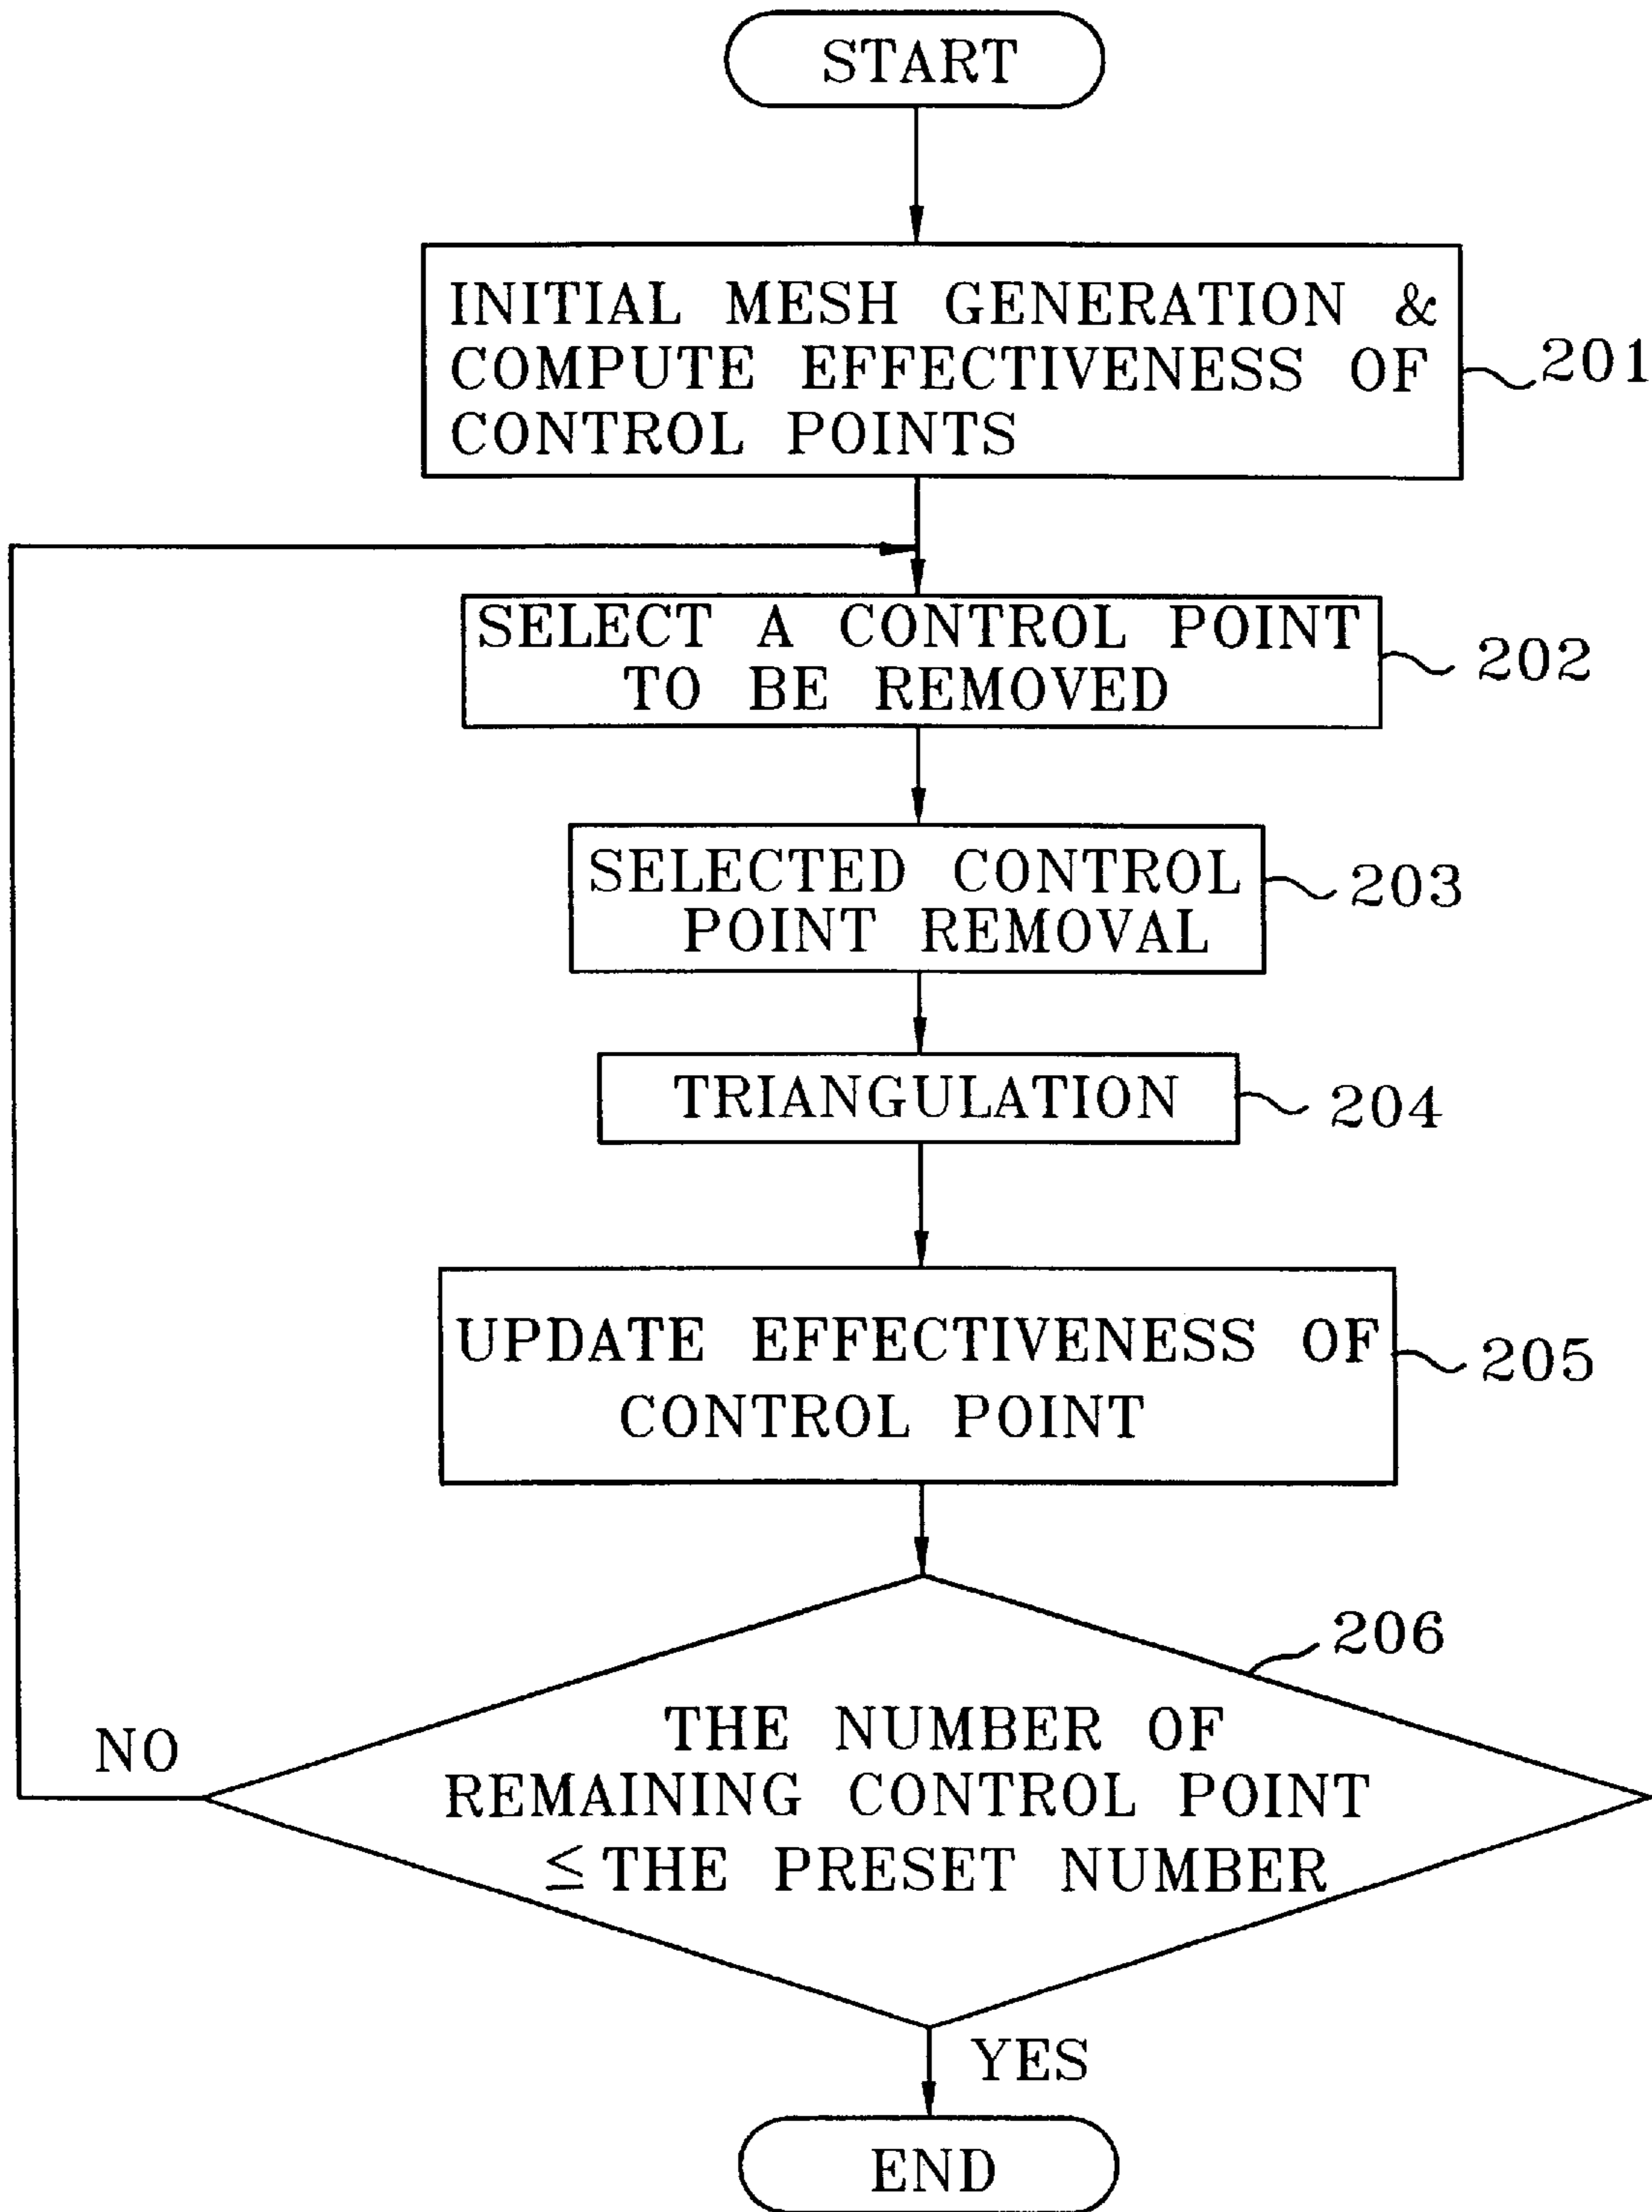 START
INITIAL MESH GENERATION &
COMPUTE EFFECTIVENESS OF
CONTROL POINTS
201
SELECT A CONTROL POINT
TO BE REMOVED
202
SELECTED CONTROL
POINT REMOVAL
203
TRIANGULATION
204
UPDATE EFFECTIVENESS OF
CONTROL POINT
205
206
THE NUMBER OF
REMAINING CONTROL POINT
≤ THE PRESET NUMBER
NO
YES
END